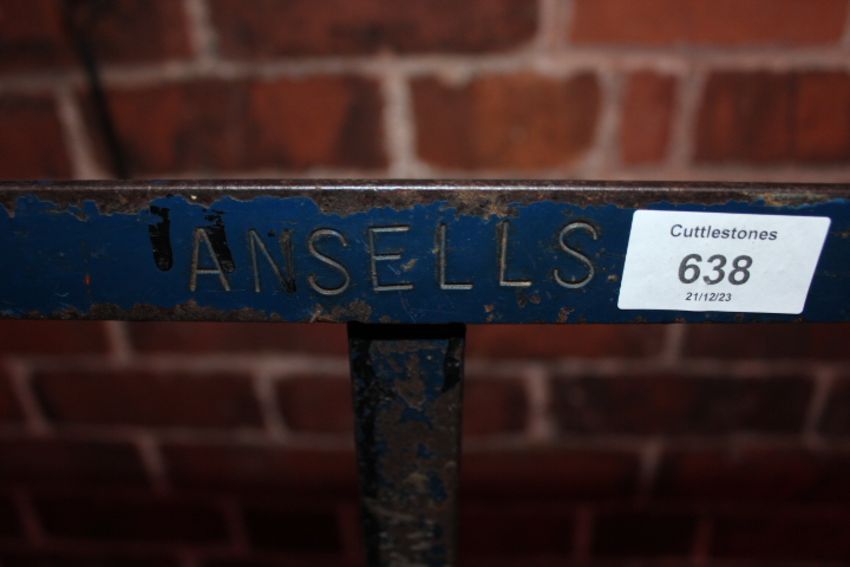 ANSELLS
Cuttlestones
638
21/12/23